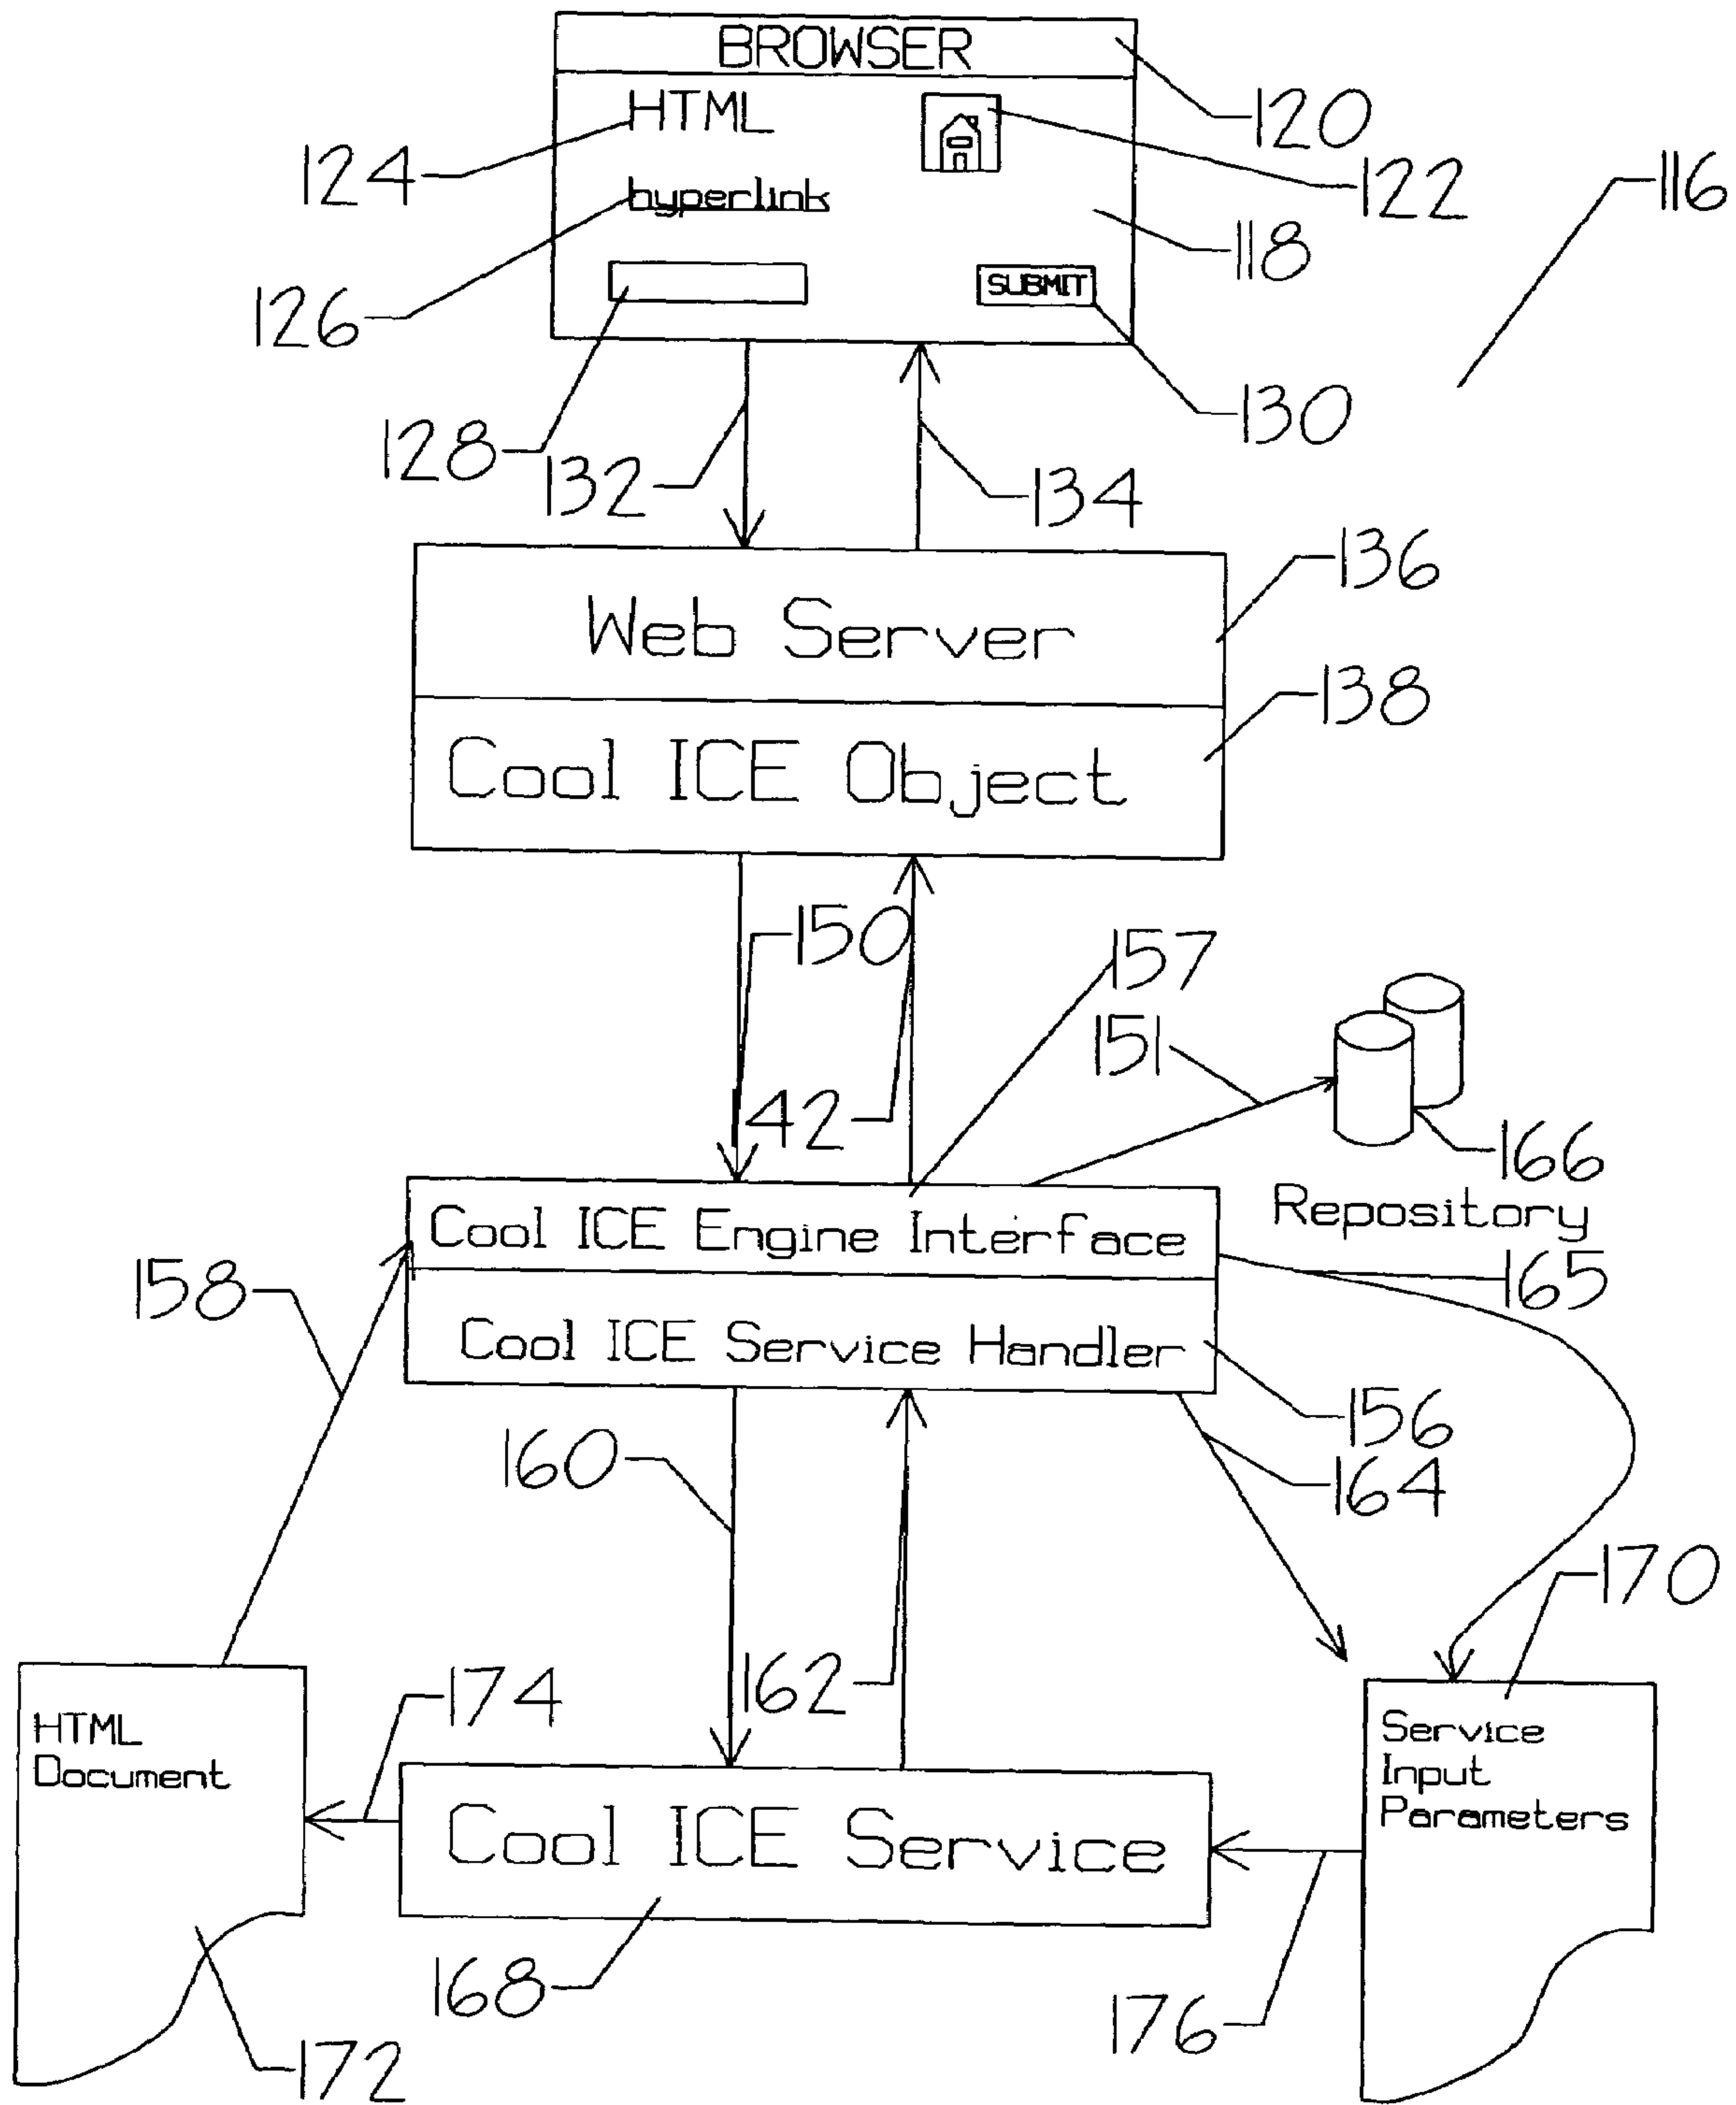 BROWSER
HTML
120
124
122
116
hyperlink
118
126
SUBMIT
128
130
132
134
136
Web Server
138
Cool ICE Object
150
157
151
42
166
Repository
Cool ICE Engine Interface
158
165
Cool ICE Service Handler
156
160
164
170
162
174
HTML
Document
Service
Input
Parameters
Cool ICE Service
168
176
172